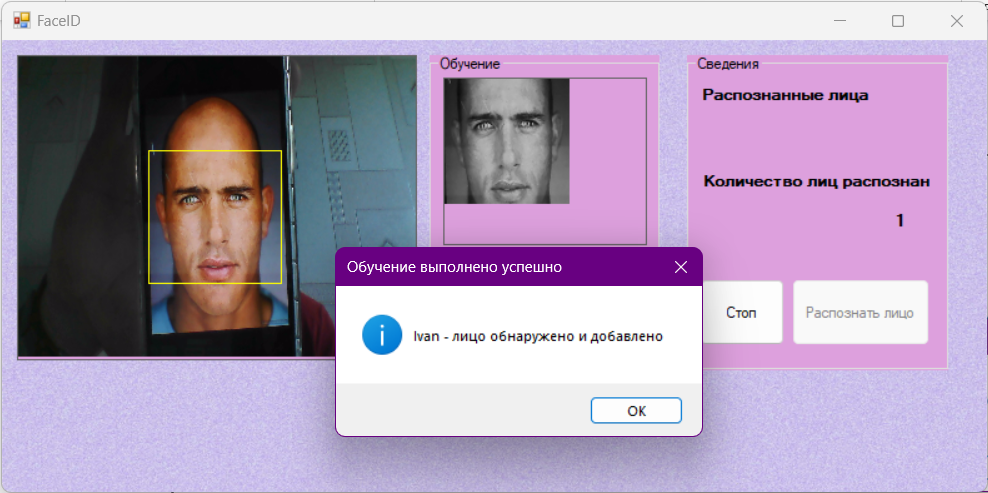 FaceID
Обучение
Сведения
Распознанные лица
Количество лиц распознан
1
Обучение выполнено успешно
Ivan - лицо обнаружено и добавлено
OK
Стоп
Распознать лицо